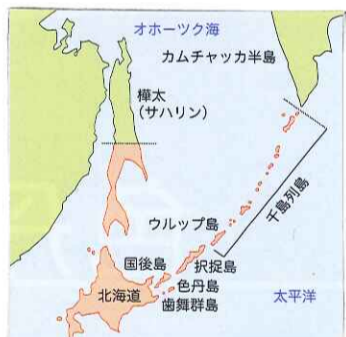 オホーツク海
カムチャッカ半島
樺太
(サハリン)
千島列島
ウルップ島
国後島
択捉島
色丹島
北海道
歯舞群島
太平洋